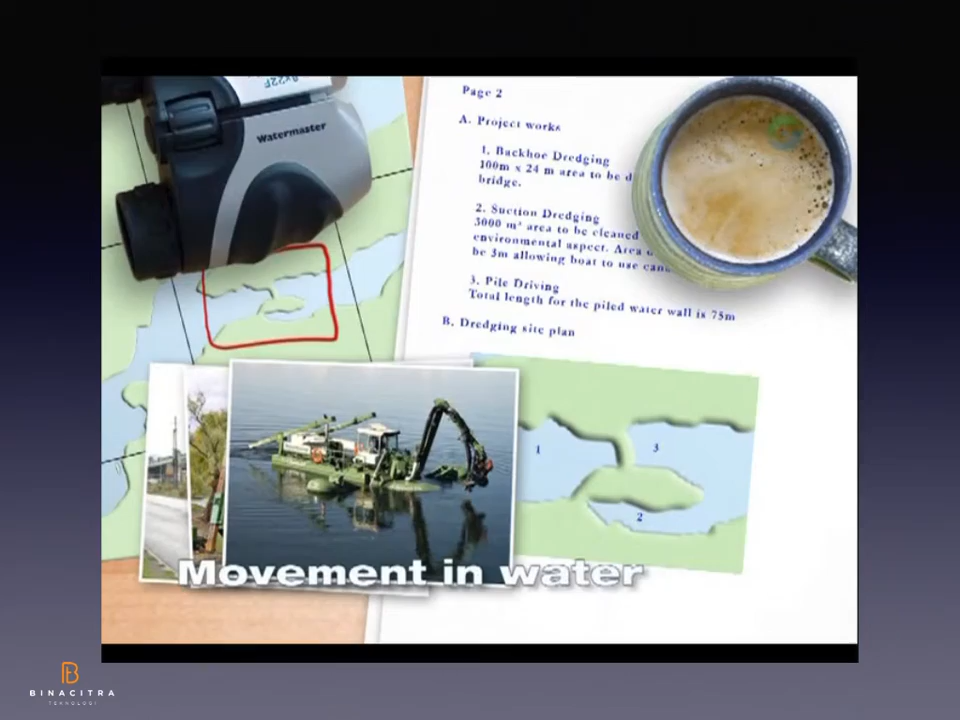 8x22F
Watermaster
Page 2
A. Project works
1. Backhoe Dredging
100m x 24 m area to be d
bridge.
2. Suction Dredging
3000 m² area to be cleaned
environmental aspect. Area
be 3m allowing boat to use
3. Pile Driving
Total length for the piled water wall is 75m
B. Dredging site plan
1
3
2
Movement in water
BINACITRA
TEKNOLOGI